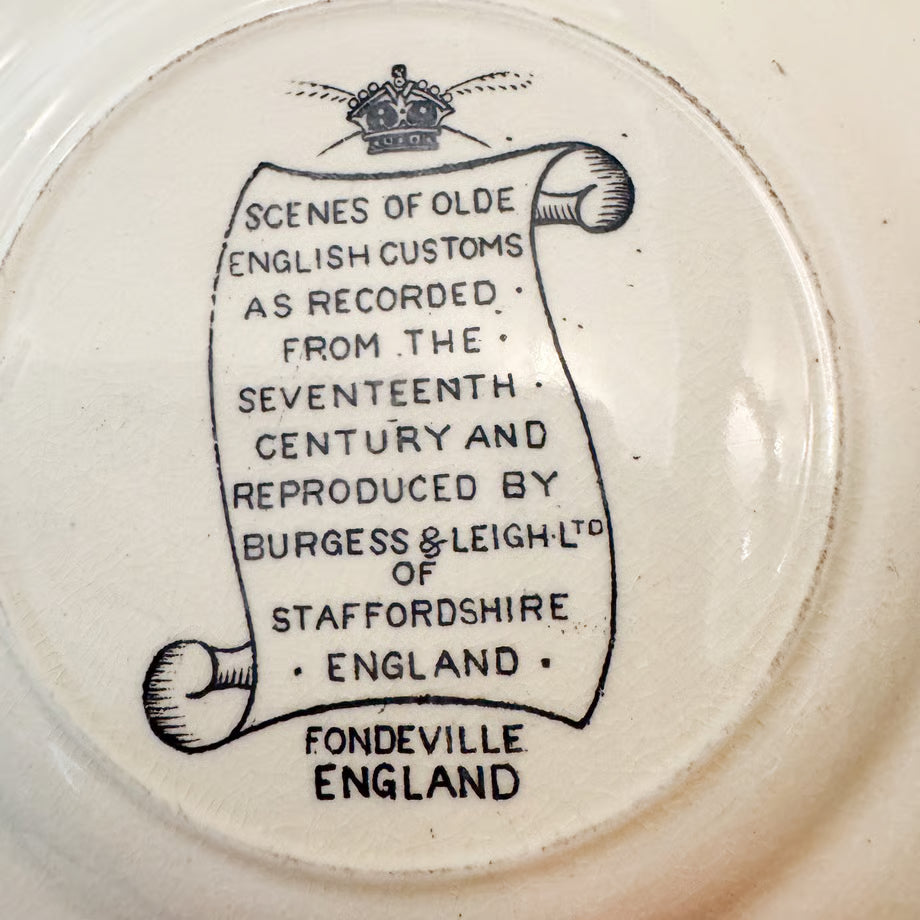 SCENES OF OLDE
ENGLISH CUSTOMS
AS RECORDED ·
FROM THE ·
SEVENTEENTH ·
CENTURY AND
REPRODUCED BY
BURGESS & LEIGH·LTD
OF
STAFFORDSHIRE
· ENGLAND ·
FONDEVILLE
ENGLAND